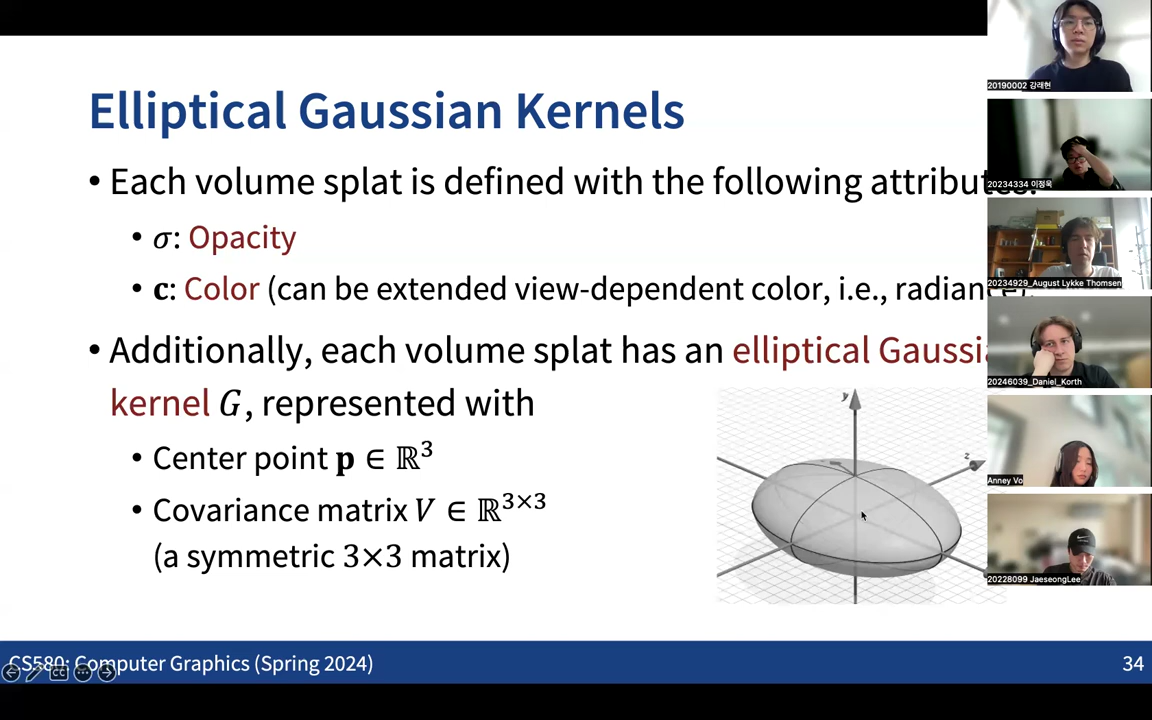 Elliptical Gaussian Kernels
• Each volume splat is defined with the following attributes:
• σ: Opacity
• c: Color (can be extended view-dependent color, i.e., radiance).
• Additionally, each volume splat has an elliptical Gaussia
kernel G, represented with
• Center point p ∈ ℝ³
• Covariance matrix V ∈ ℝ³ˣ³
(a symmetric 3×3 matrix)
y
z
CS580: Computer Graphics (Spring 2024)
34
CC
20190002 강래현
20234334 이정욱
20234929_August Lykke Thomsen
20246039_Daniel_Korth
Anney Vo
20228099 JaeseongLee